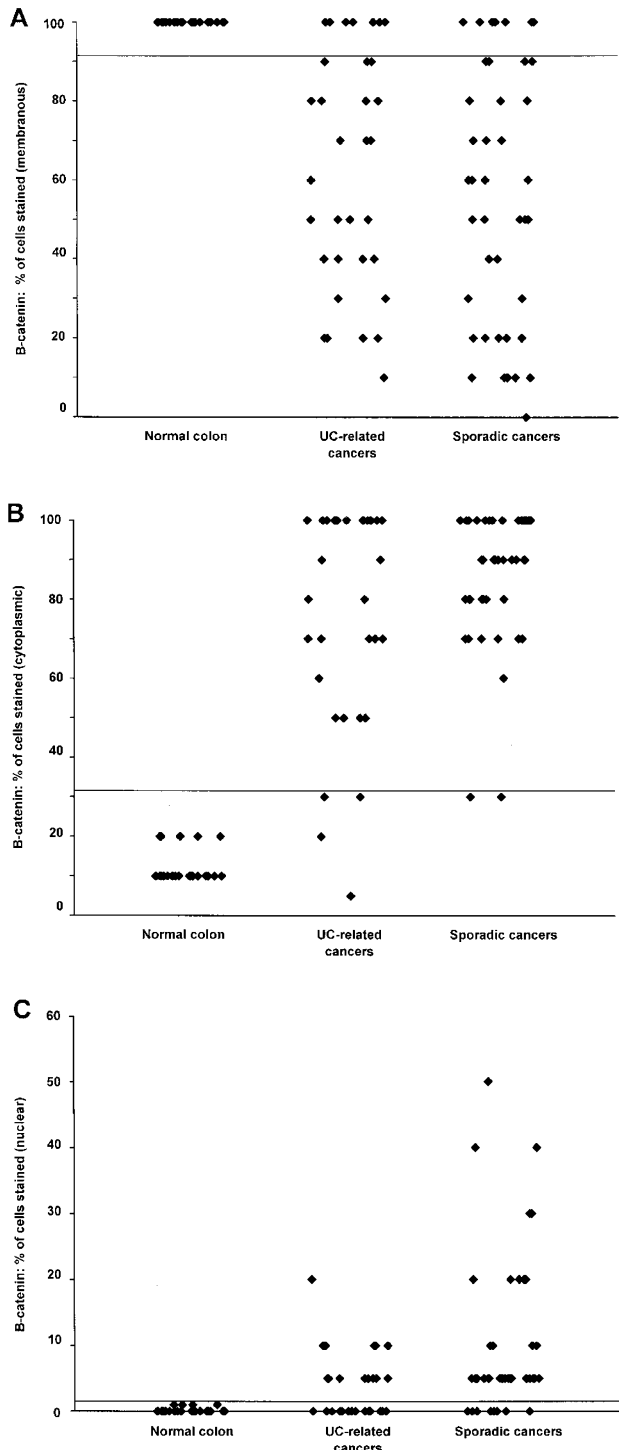 A
B-catenin: % of cells stained (membranous)
100
80
60
40
20
0
Normal colon
UC-related
cancers
Sporadic cancers
B
B-catenin: % of cells stained (cytoplasmic)
100
80
60
40
20
0
Normal colon
UC-related
cancers
Sporadic cancers
C
B-catenin: % of cells stained (nuclear)
60
50
40
30
20
10
0
Normal colon
UC-related
cancers
Sporadic cancers